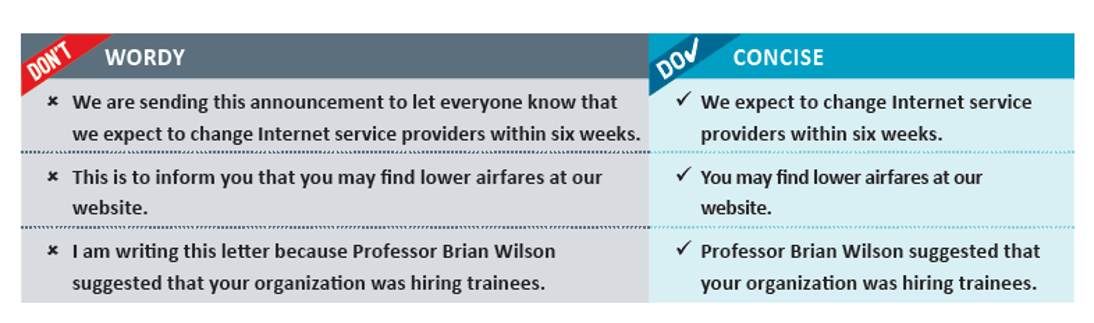 DON'T WORDY
DO✓ CONCISE
✗ We are sending this announcement to let everyone know that
we expect to change Internet service providers within six weeks.
✓ We expect to change Internet service
providers within six weeks.
✗ This is to inform you that you may find lower airfares at our
website.
✓ You may find lower airfares at our
website.
✗ I am writing this letter because Professor Brian Wilson
suggested that your organization was hiring trainees.
✓ Professor Brian Wilson suggested that
your organization was hiring trainees.